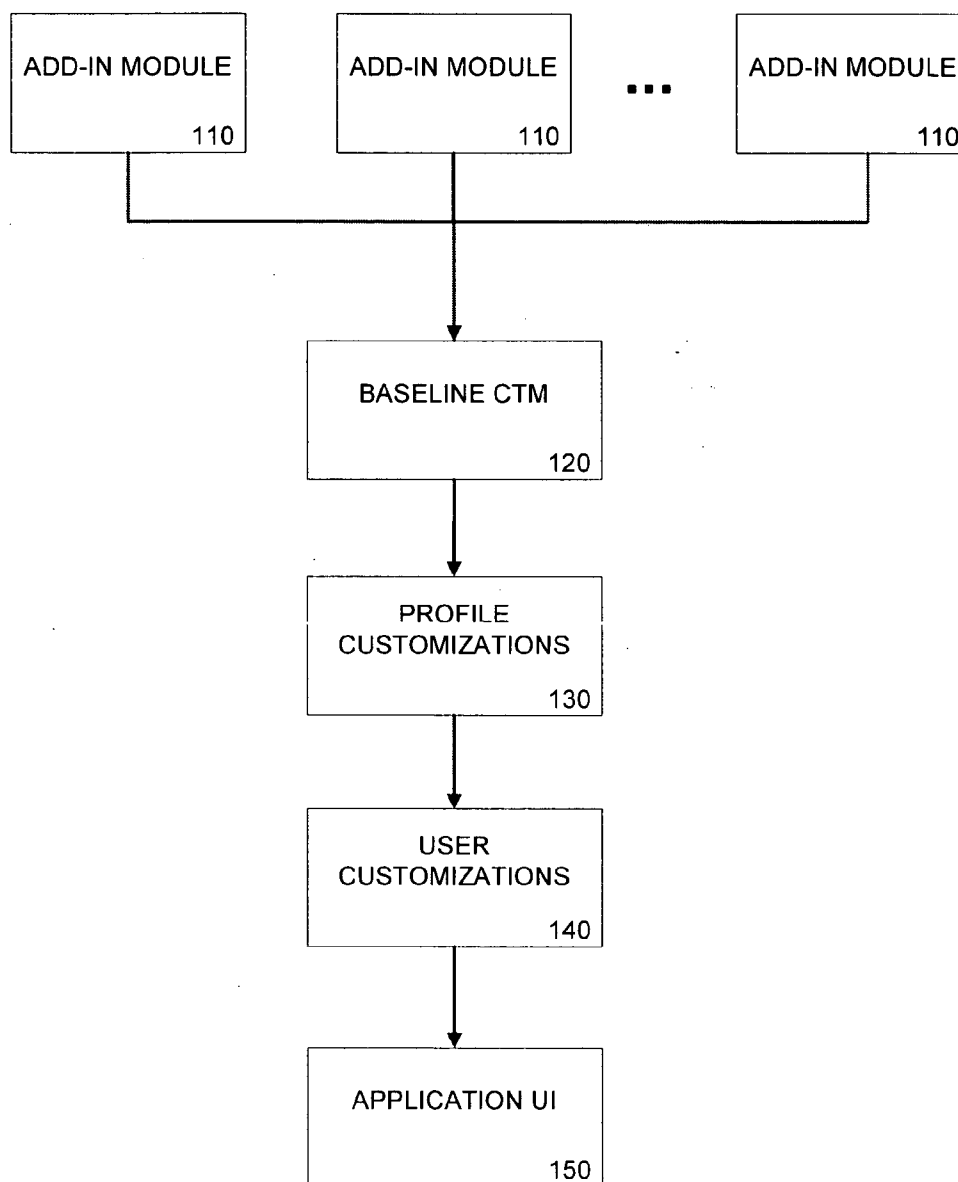 ADD-IN MODULE
110
ADD-IN MODULE
110
ADD-IN MODULE
110
BASELINE CTM
120
PROFILE
CUSTOMIZATIONS
130
USER
CUSTOMIZATIONS
140
APPLICATION UI
150